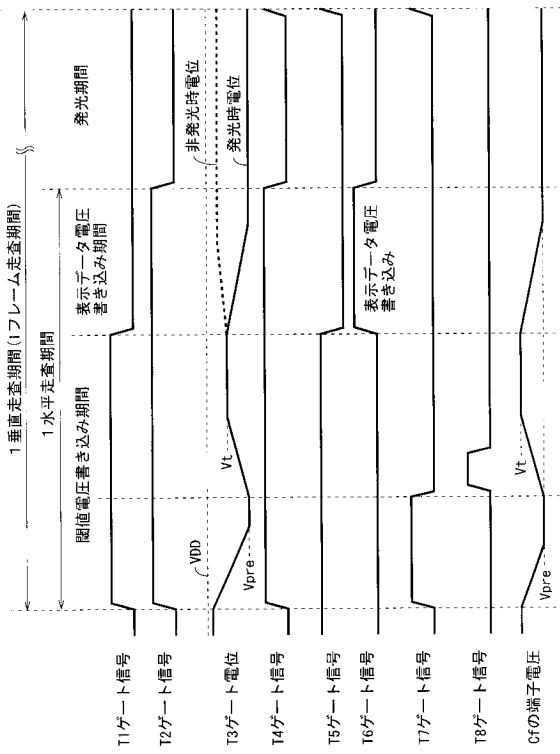 1垂直走査期間(1フレーム走査期間)
1水平走査期間
閾値電圧書き込み期間
表示データ電圧
書き込み期間
発光期間
T1ゲート信号
T2ゲート信号
VDD
非発光時電位
T3ゲート電位
Vpre
Vt
発光時電位
T4ゲート信号
T5ゲート信号
T6ゲート信号
表示データ電圧
書き込み
T7ゲート信号
T8ゲート信号
Cfの端子電圧
Vpre
Vt